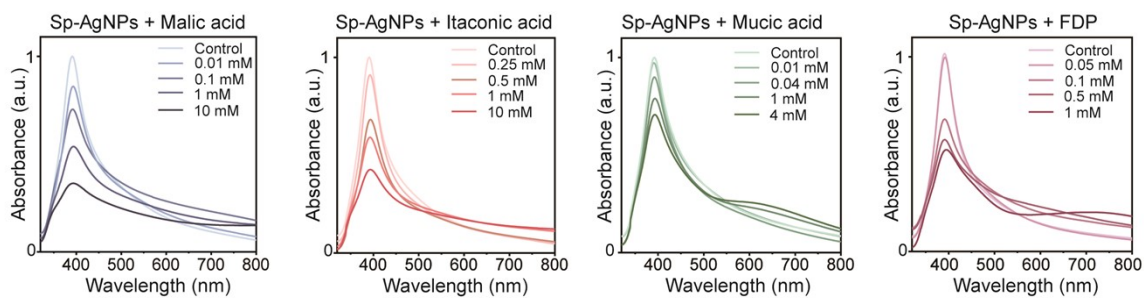 Sp-AgNPs + Malic acid
Absorbance (a.u.)
1
0
Control
0.01 mM
0.1 mM
1 mM
10 mM
400 500 600 700 800
Wavelength (nm)
Sp-AgNPs + Itaconic acid
Absorbance (a.u.)
1
0
Control
0.25 mM
0.5 mM
1 mM
10 mM
400 500 600 700 800
Wavelength (nm)
Sp-AgNPs + Mucic acid
Absorbance (a.u.)
1
0
Control
0.01 mM
0.04 mM
1 mM
4 mM
400 500 600 700 800
Wavelength (nm)
Sp-AgNPs + FDP
Absorbance (a.u.)
1
0
Control
0.05 mM
0.1 mM
0.5 mM
1 mM
400 500 600 700 800
Wavelength (nm)